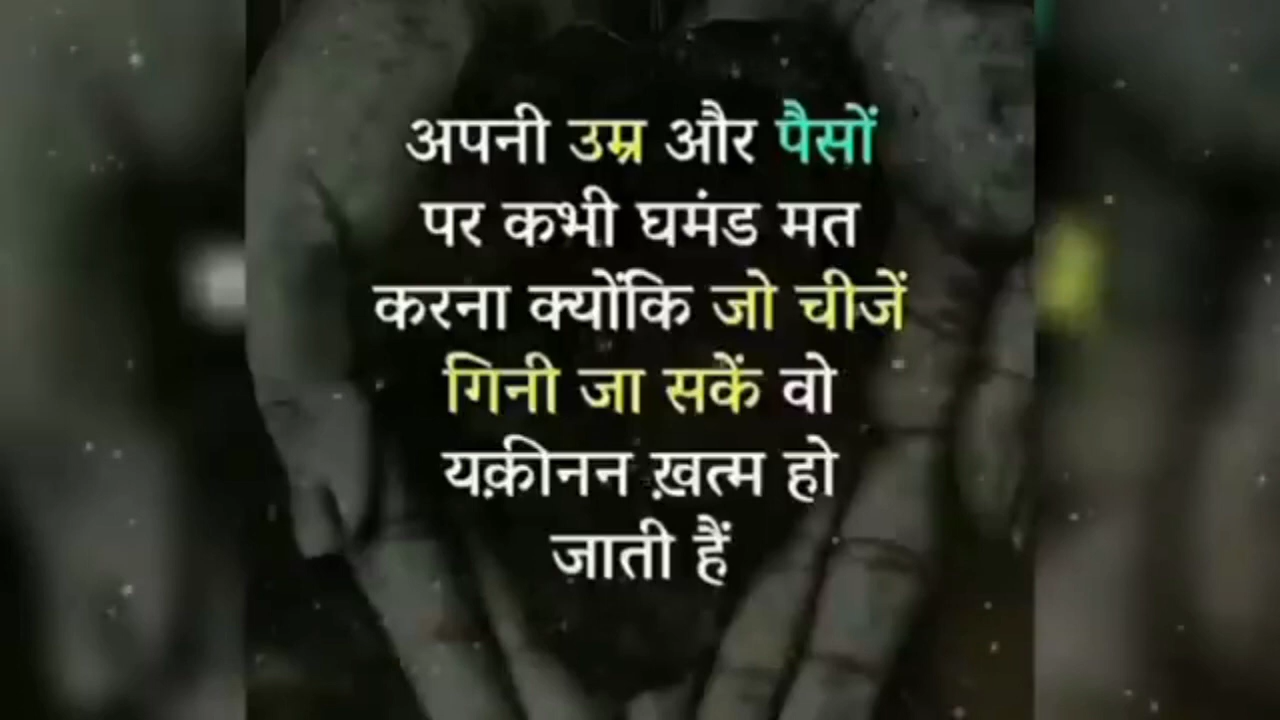 अपनी उम्र और पैसों
पर कभी घमंड मत
करना क्योंकि जो चीजें
गिनी जा सकें वो
यक़ीनन ख़त्म हो
जाती हैं